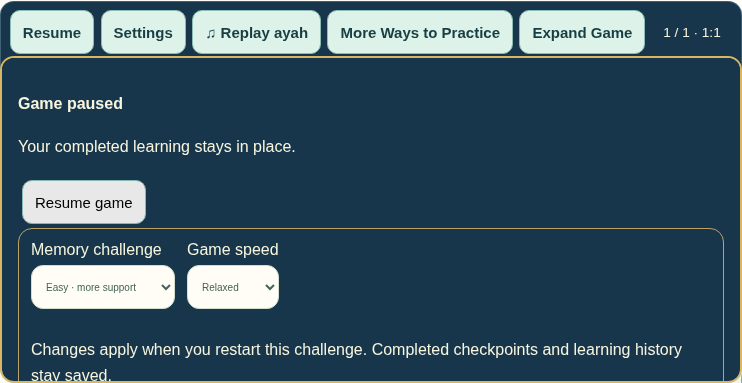 Resume Settings ♫ Replay ayah More Ways to Practice Expand Game 1 / 1 · 1:1
Game paused
Your completed learning stays in place.
Resume game
Memory challenge Game speed
Easy · more support Relaxed
Changes apply when you restart this challenge. Completed checkpoints and learning history
stay saved.